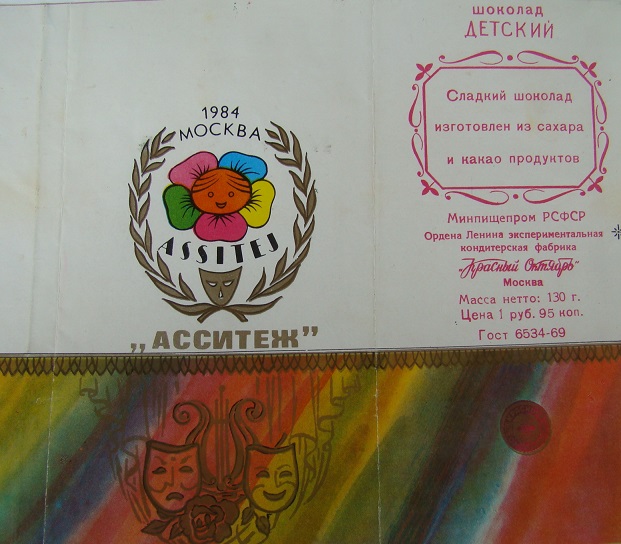 1984
МОСКВА
ASSITEJ
„АССИТЕЖ”
ШОКОЛАД
ДЕТСКИЙ
Сладкий шоколад
изготовлен из сахара
и какао продуктов
Минпищепром РСФСР
Ордена Ленина экспериментальная
кондитерская фабрика
„Красный Октябрь"
Москва
Масса нетто: 130 г.
Цена 1 руб. 95 коп.
Гост 6534-69